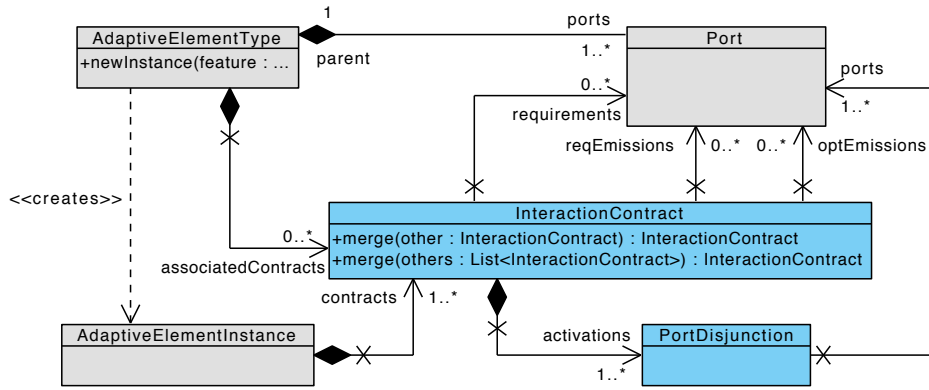 1
ports
AdaptiveElementType
+newInstance(feature : ...
parent
1..*
Port
ports
0..*
requirements
1..*
reqEmissions
0..*
0..*
optEmissions
<<creates>>
InteractionContract
+merge(other : InteractionContract) : InteractionContract
+merge(others : List<InteractionContract>) : InteractionContract
0..*
associatedContracts
contracts
1..*
AdaptiveElementInstance
activations
1..*
PortDisjunction